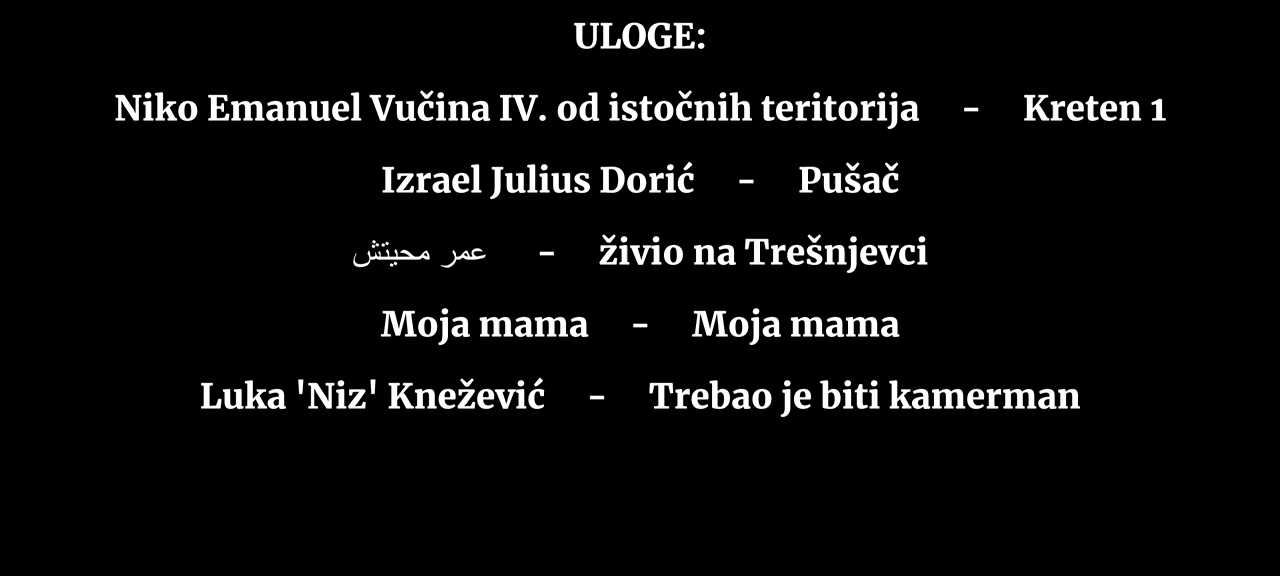 ULOGE:
Niko Emanuel Vučina IV. od istočnih teritorija - Kreten 1
Izrael Julius Dorić - Pušač
عمر محيتش - živio na Trešnjevci
Moja mama - Moja mama
Luka 'Niz' Knežević - Trebao je biti kamerman